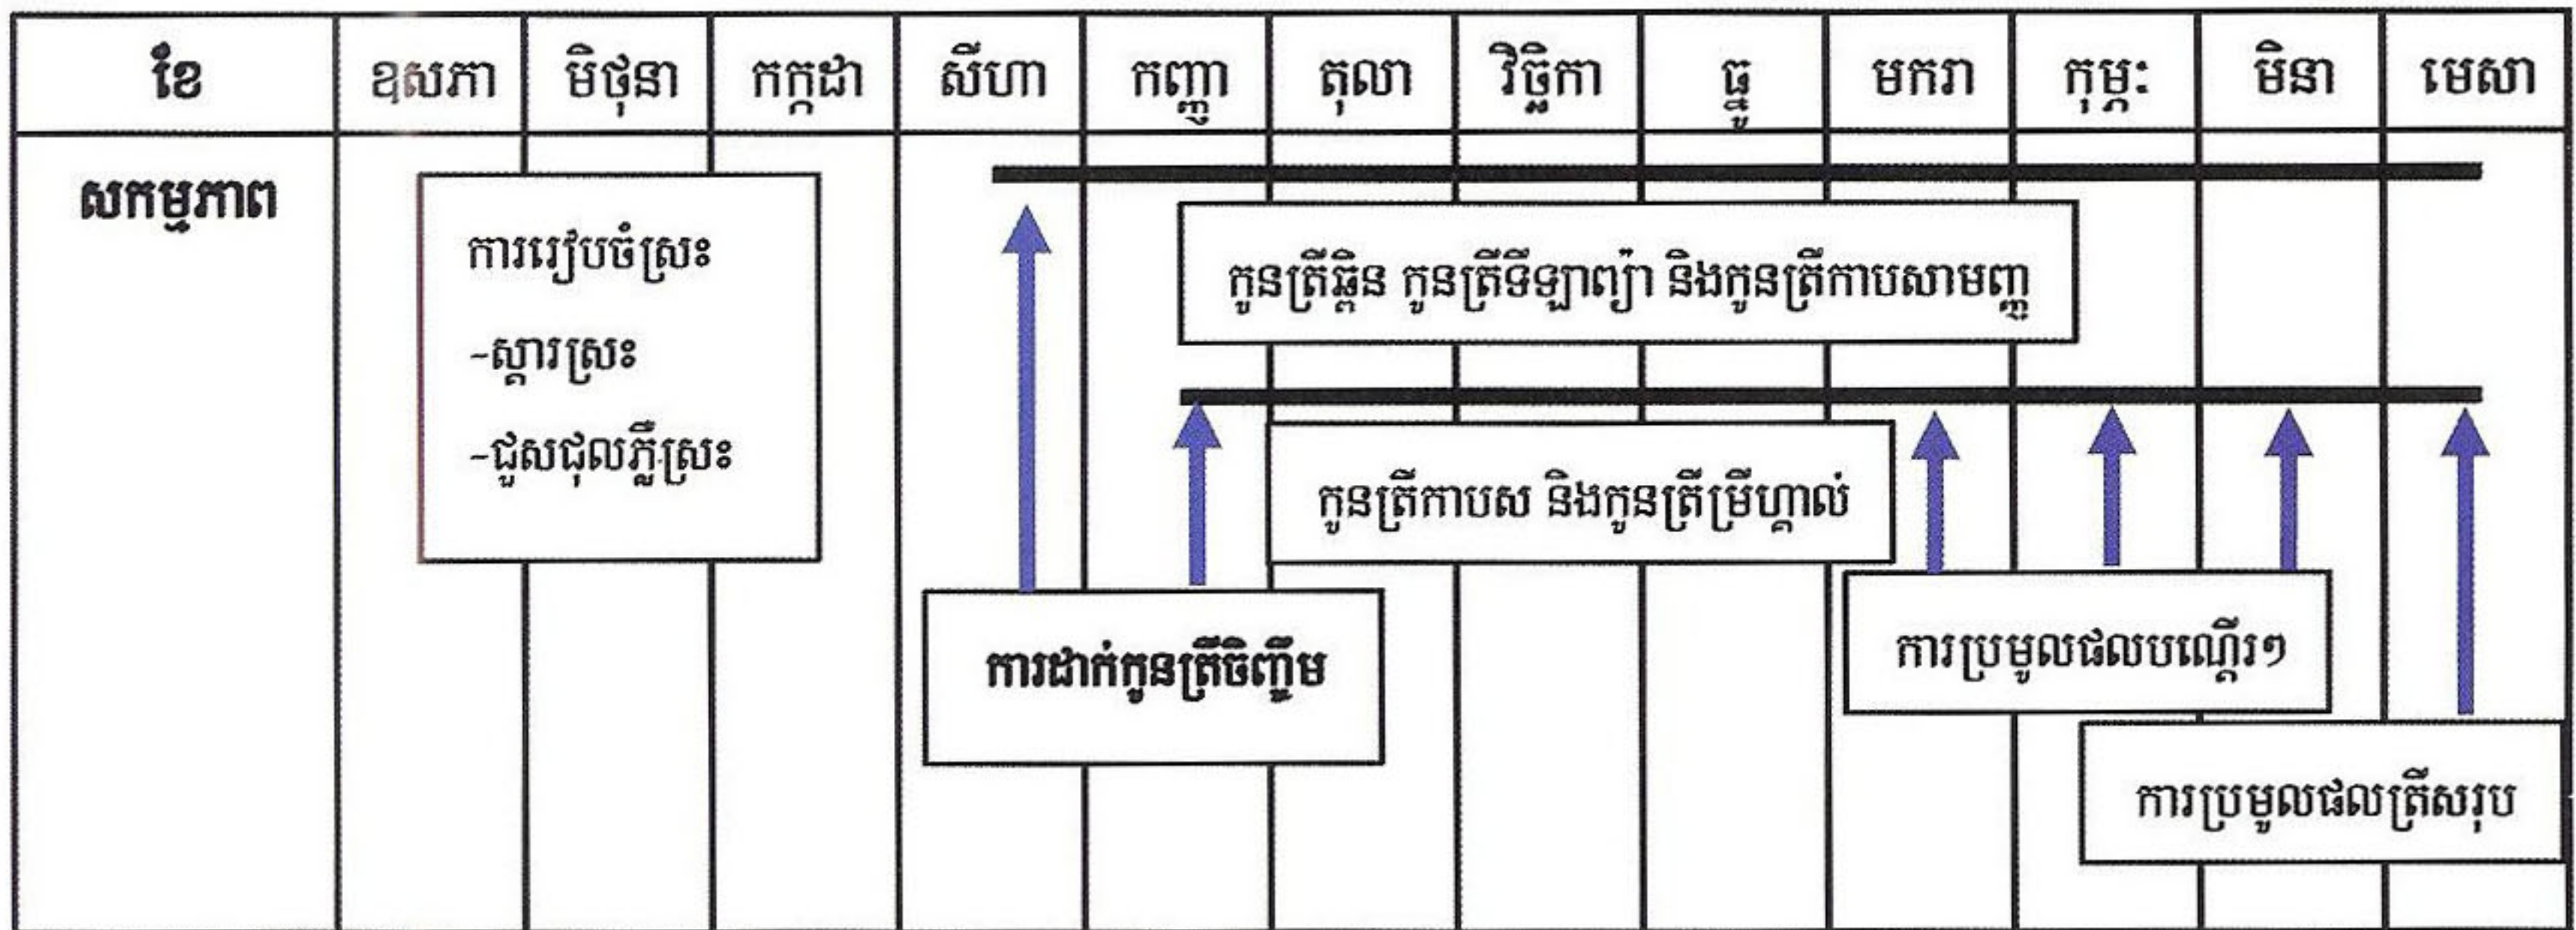 ខែ ឧសភា មិថុនា កក្កដា សីហា កញ្ញា តុលា វិច្ឆិកា ធ្នូ មករា កុម្ភៈ មិនា មេសា
សកម្មភាព
ការរៀបចំស្រះ
-ស្តារស្រះ
-ជួសជុលភ្លឺស្រះ
កូនត្រីឆ្ពិន កូនត្រីទីឡាព្យ៉ា និងកូនត្រីកាបសាមញ្ញ
កូនត្រីកាបស និងកូនត្រីម្រីហ្គាល់
ការដាក់កូនត្រីចិញ្ចឹម
ការប្រមូលផលបណ្តើរៗ
ការប្រមូលផលត្រីសរុប